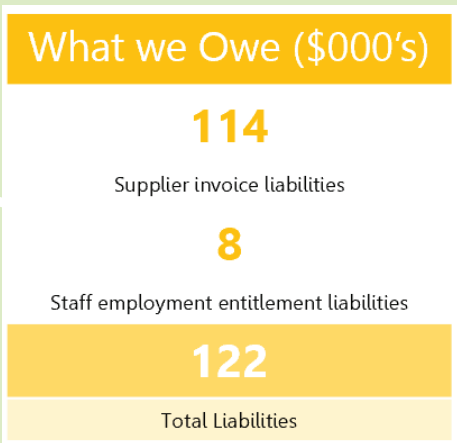 What we Owe ($000's)
114
Supplier invoice liabilities
8
Staff employment entitlement liabilities
122
Total Liabilities